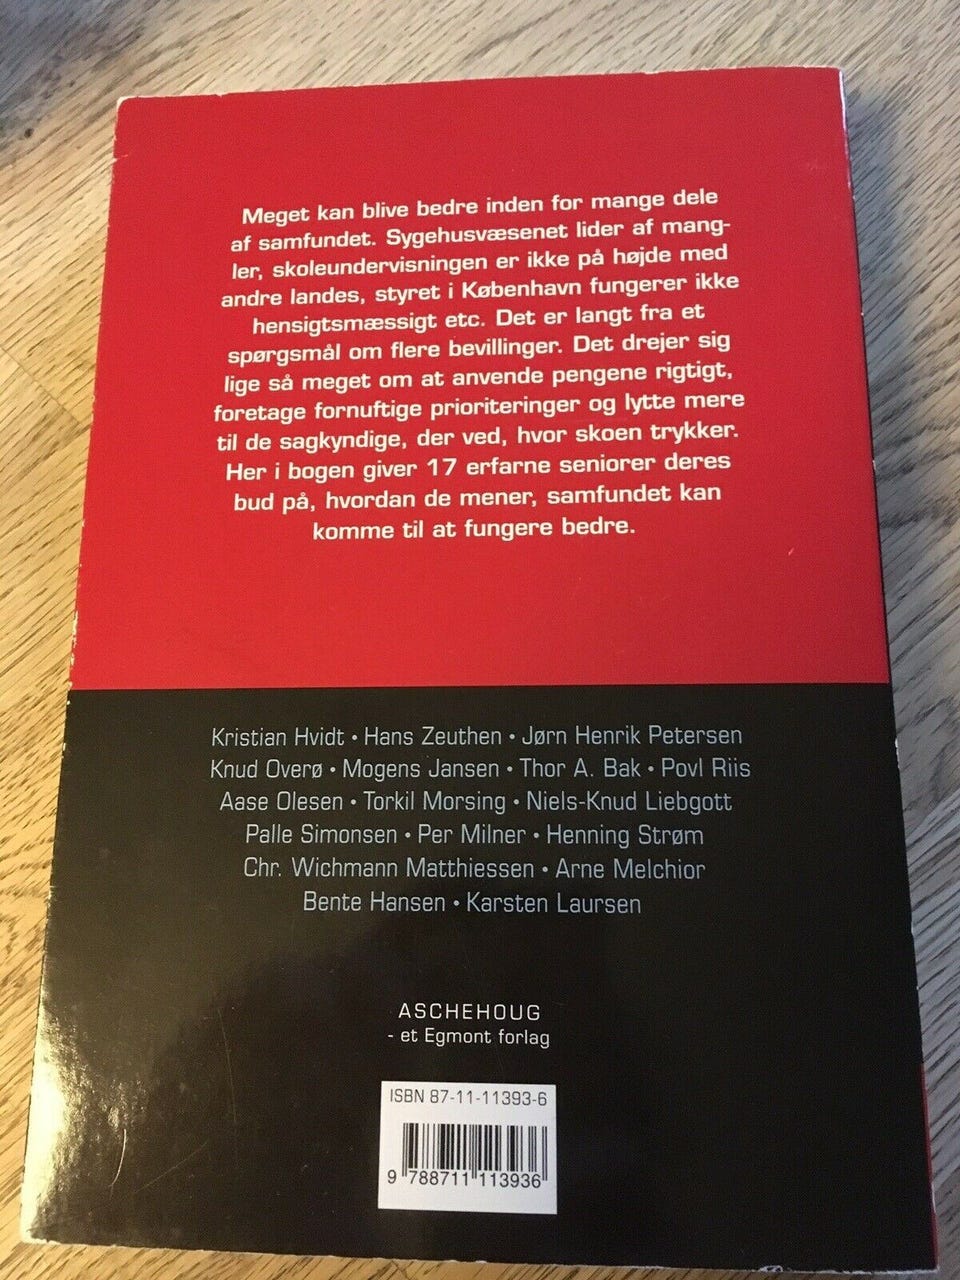 Meget kan blive bedre inden for mange dele
af samfundet. Sygehusvæsenet lider af mang-
ler, skoleundervisningen er ikke på højde med
andre landes, styret i København fungerer ikke
hensigtsmæssigt etc. Det er langt fra et
spørgsmål om flere bevillinger. Det drejer sig
lige så meget om at anvende pengene rigtigt,
foretage fornuftige prioriteringer og lytte mere
til de sagkyndige, der ved, hvor skoen trykker.
Her i bogen giver 17 erfarne seniorer deres
bud på, hvordan de mener, samfundet kan
komme til at fungere bedre.
Kristian Hvidt • Hans Zeuthen • Jørn Henrik Petersen
Knud Overø • Mogens Jansen • Thor A. Bak • Povl Riis
Aase Olesen • Torkil Morsing • Niels-Knud Liebgott
Palle Simonsen • Per Milner • Henning Strøm
Chr. Wichmann Matthiessen • Arne Melchior
Bente Hansen • Karsten Laursen
ASCHEHOUG
- et Egmont forlag
ISBN 87-11-11393-6
9 788711 113936